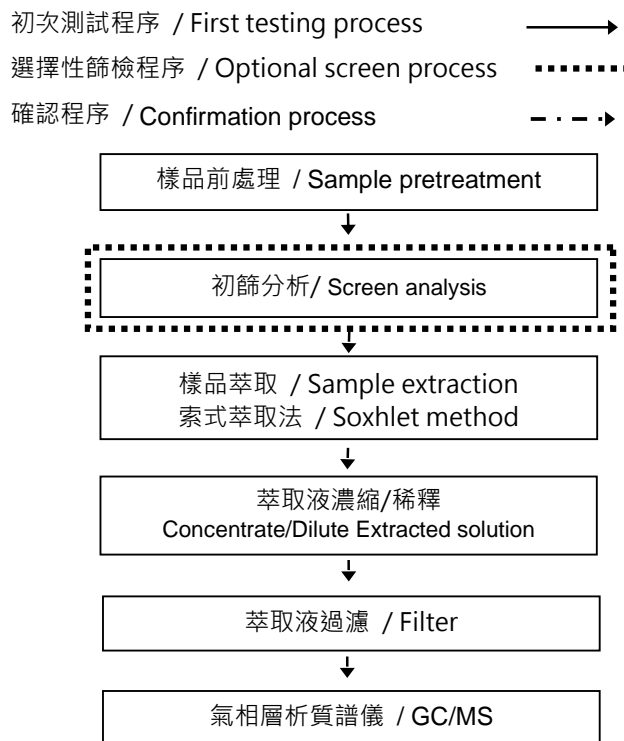 初次測試程序 / First testing process
選擇性篩檢程序 / Optional screen process
確認程序 / Confirmation process
樣品前處理 / Sample pretreatment
初篩分析/ Screen analysis
樣品萃取 / Sample extraction
索式萃取法 / Soxhlet method
萃取液濃縮/稀釋
Concentrate/Dilute Extracted solution
萃取液過濾 / Filter
氣相層析質譜儀 / GC/MS